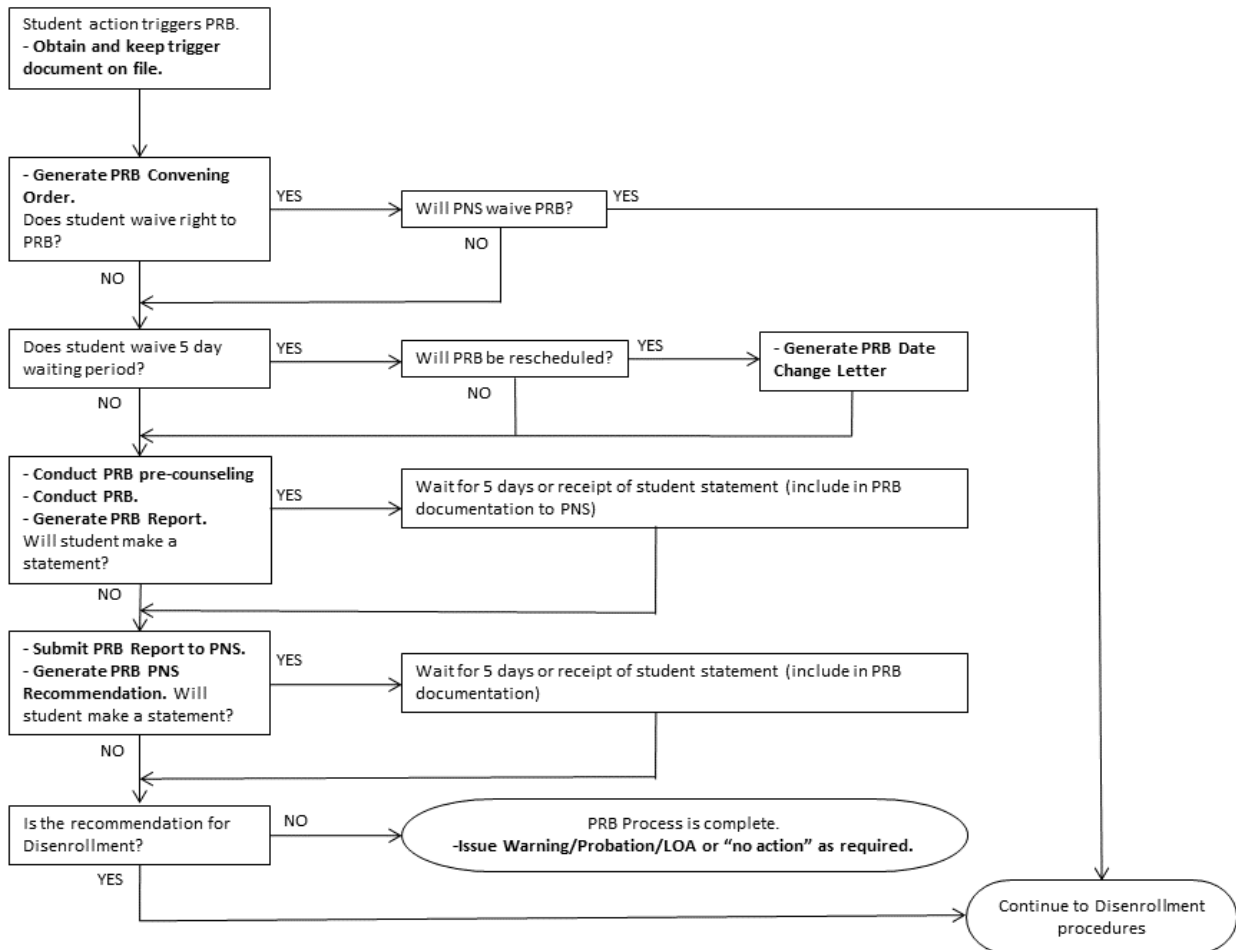 Student action triggers PRB.
- Obtain and keep trigger
document on file.
- Generate PRB Convening
Order.
Does student waive right to
PRB?
YES
Will PNS waive PRB?
YES
NO
NO
Does student waive 5 day
waiting period?
YES
Will PRB be rescheduled?
YES
- Generate PRB Date
Change Letter
NO
NO
- Conduct PRB pre-counseling
- Conduct PRB.
- Generate PRB Report.
Will student make a
statement?
YES
Wait for 5 days or receipt of student statement (include in PRB
documentation to PNS)
NO
- Submit PRB Report to PNS.
- Generate PRB PNS
Recommendation. Will
student make a statement?
YES
Wait for 5 days or receipt of student statement (include in PRB
documentation)
NO
Is the recommendation for
Disenrollment?
NO
PRB Process is complete.
-Issue Warning/Probation/LOA or “no action” as required.
YES
Continue to Disenrollment
procedures